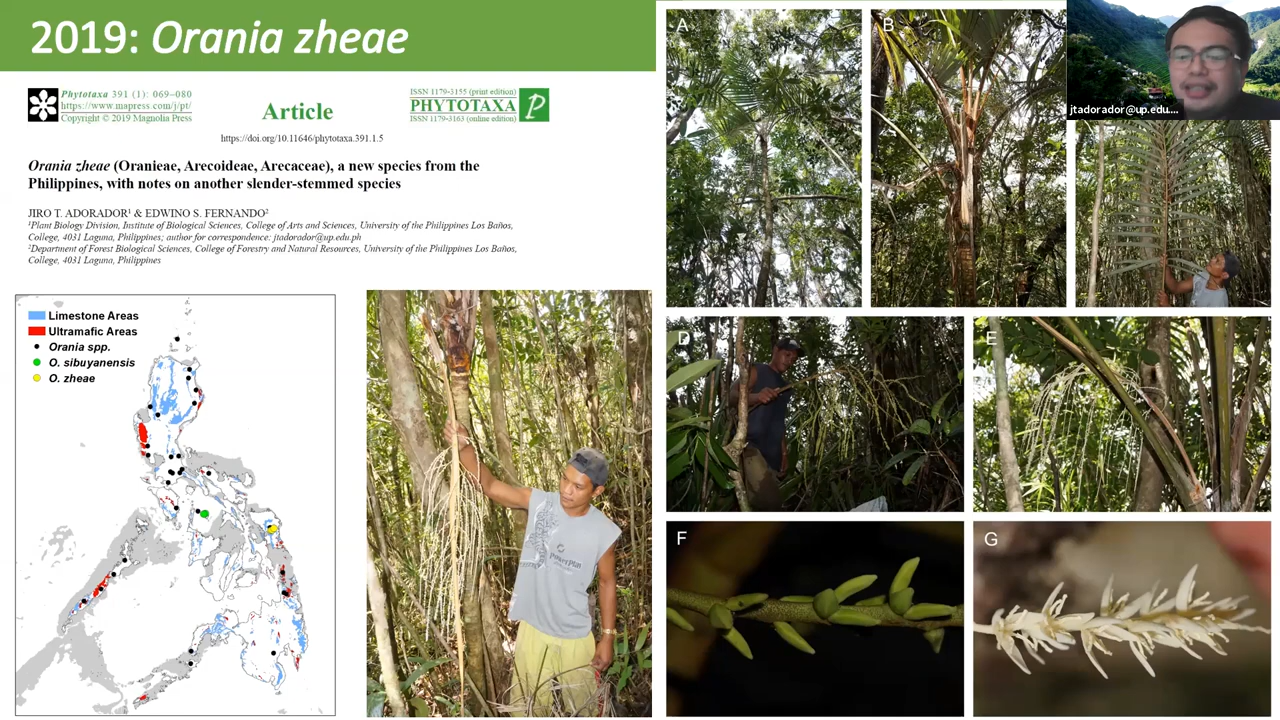 2019: Orania zheae
Phytotaxa 391 (1): 069–080
https://www.mapress.com/j/pt/
Copyright © 2019 Magnolia Press
Article
ISSN 1179-3155 (print edition)
PHYTOTAXA
ISSN 1179-3163 (online edition)
P
https://doi.org/10.11646/phytotaxa.391.1.5
Orania zheae (Oranieae, Arecoideae, Arecaceae), a new species from the
Philippines, with notes on another slender-stemmed species
JIRO T. ADORADOR¹ & EDWINO S. FERNANDO²
¹Plant Biology Division, Institute of Biological Sciences, College of Arts and Sciences, University of the Philippines Los Baños,
College, 4031 Laguna, Philippines; author for correspondence: jtadorador@up.edu.ph
²Department of Forest Biological Sciences, College of Forestry and Natural Resources, University of the Philippines Los Baños,
College, 4031 Laguna, Philippines
Limestone Areas
Ultramafic Areas
Orania spp.
O. sibuyanensis
O. zheae
A
B
jtadorador@up.edu....
D
E
F
G